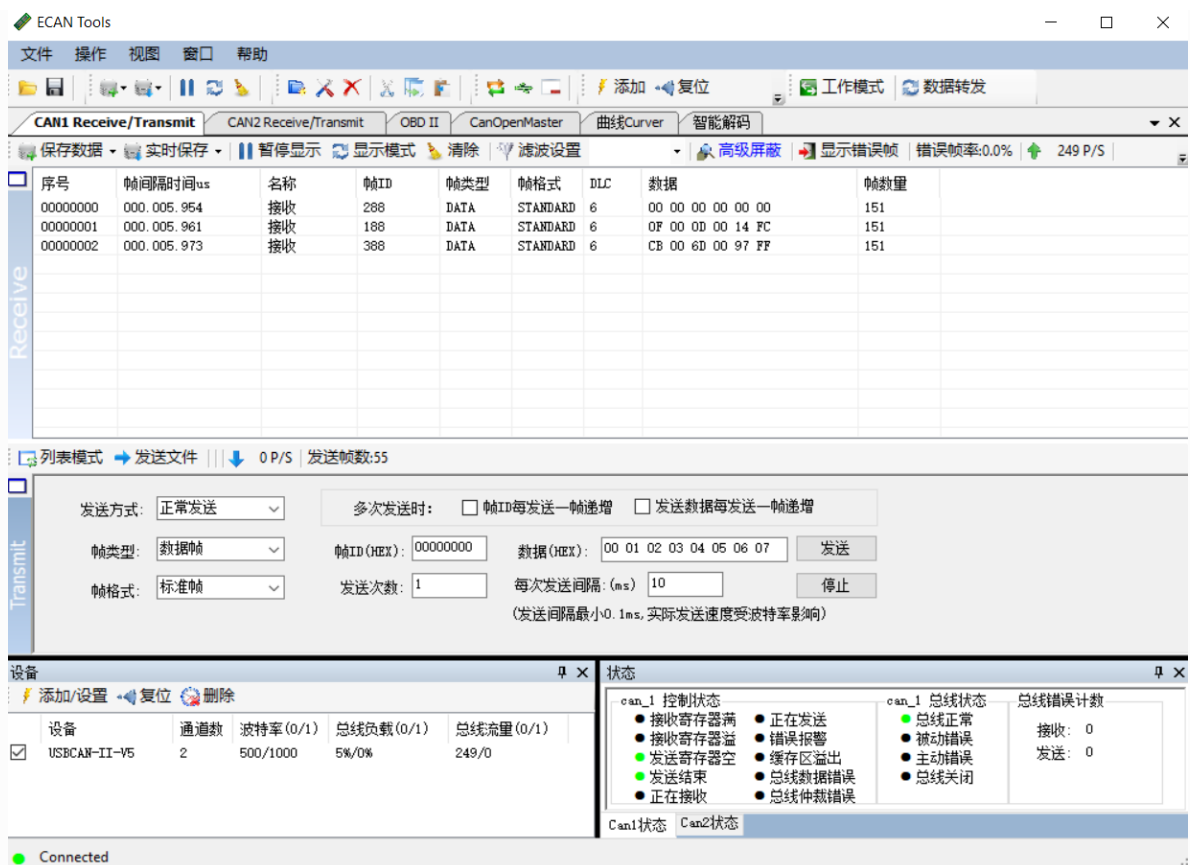 ECAN Tools
文件 操作 视图 窗口 帮助
添加 复位 工作模式 数据转发
CAN1 Receive/Transmit CAN2 Receive/Transmit OBD II CanOpenMaster 曲线Curver 智能解码
保存数据 实时保存 暂停显示 显示模式 清除 滤波设置 高级屏蔽 显示错误帧 错误帧率:0.0% 249 P/S
序号 帧间隔时间us 名称 帧ID 帧类型 帧格式 DLC 数据 帧数量
00000000 000.005.954 接收 288 DATA STANDARD 6 00 00 00 00 00 00 151
00000001 000.005.961 接收 188 DATA STANDARD 6 0F 00 0D 00 14 FC 151
00000002 000.005.973 接收 388 DATA STANDARD 6 CB 00 6D 00 97 FF 151
Receive
列表模式 发送文件 0 P/S 发送帧数:55
Transmit
发送方式: 正常发送 多次发送时: 帧ID每发送一帧递增 发送数据每发送一帧递增
帧类型: 数据帧 帧ID(HEX): 00000000 数据(HEX): 00 01 02 03 04 05 06 07 发送
帧格式: 标准帧 发送次数: 1 每次发送间隔:(ms) 10 停止
(发送间隔最小0.1ms,实际发送速度受波特率影响)
设备
添加/设置 复位 删除
设备 通道数 波特率(0/1) 总线负载(0/1) 总线流量(0/1)
USBCAN-II-V5 2 500/1000 5%/0% 249/0
状态
can_1 控制状态 can_1 总线状态 总线错误计数
接收寄存器满 正在发送 总线正常 接收: 0
接收寄存器溢 错误报警 被动错误 发送: 0
发送寄存器空 缓存区溢出 主动错误
发送结束 总线数据错误 总线关闭
正在接收 总线仲裁错误
Can1状态 Can2状态
Connected